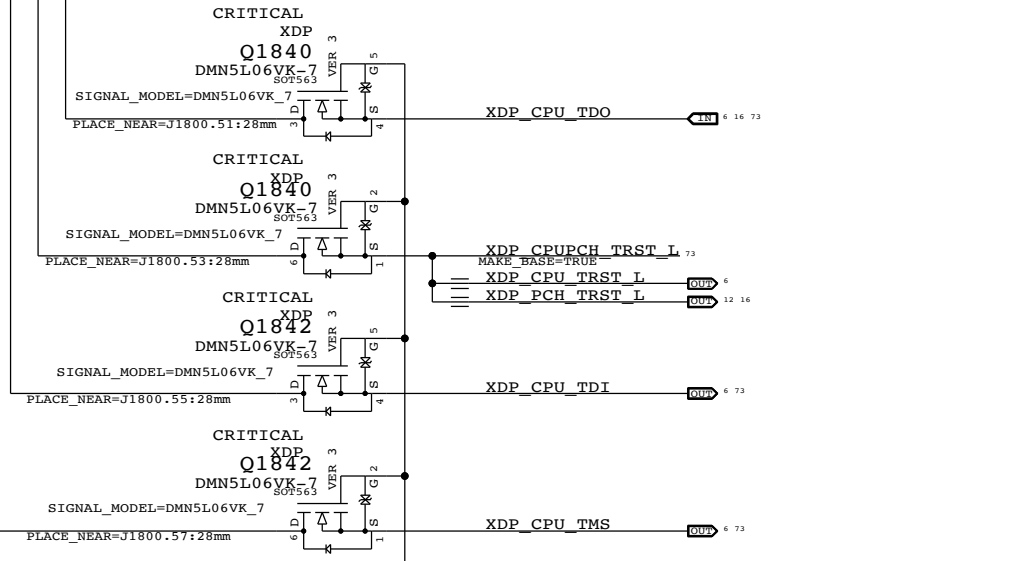 CRITICAL
XDP
Q1840
DMN5L06VK-7
SOT563
VER 3
G 5
SIGNAL_MODEL=DMN5L06VK_7
D
S
XDP_CPU_TDO
IN 6 16 73
PLACE_NEAR=J1800.51:28mm
3
4
CRITICAL
XDP
Q1840
DMN5L06VK-7
SOT563
VER 3
G 2
SIGNAL_MODEL=DMN5L06VK_7
D
S
XDP_CPUPCH_TRST_L 73
PLACE_NEAR=J1800.53:28mm
6
1
MAKE_BASE=TRUE
XDP_CPU_TRST_L
OUT 6
XDP_PCH_TRST_L
OUT 12 16
CRITICAL
XDP
Q1842
DMN5L06VK-7
SOT563
VER 3
G 5
SIGNAL_MODEL=DMN5L06VK_7
D
S
XDP_CPU_TDI
OUT 6 73
PLACE_NEAR=J1800.55:28mm
3
4
CRITICAL
XDP
Q1842
DMN5L06VK-7
SOT563
VER 3
G 2
SIGNAL_MODEL=DMN5L06VK_7
D
S
XDP_CPU_TMS
OUT 6 73
PLACE_NEAR=J1800.57:28mm
6
1